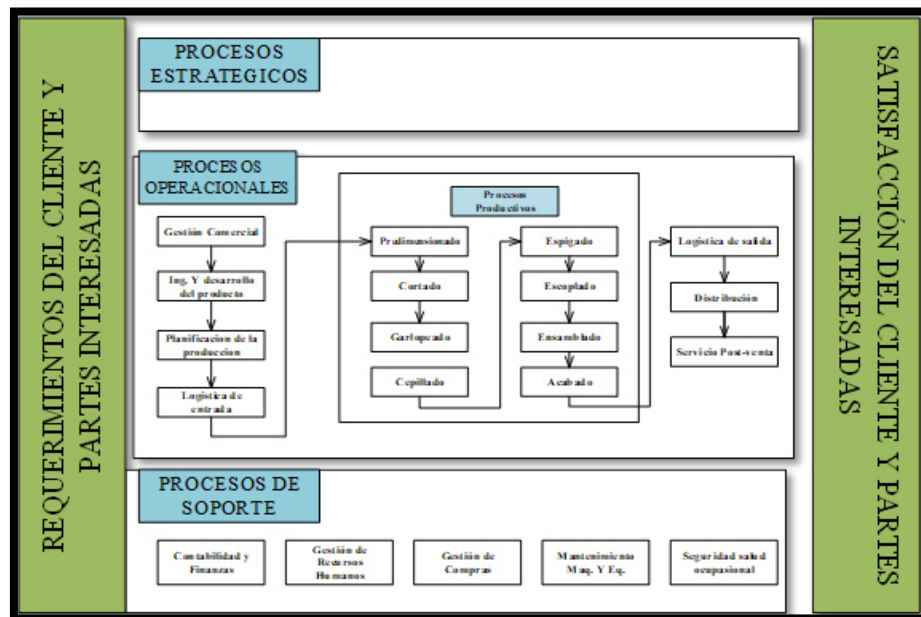 REQUERIMIENTOS DEL CLIENTE Y
PARTES INTERESADAS
PROCESOS
ESTRATEGICOS
PROCESOS
OPERACIONALES
Gestión Comercial
Ing. Y desarrollo
del producto
Planificacion de la
produccion
Logística de
entrada
Procesos
Productivos
Prudimensionado
Cortado
Garlopeado
Cepillado
Espigado
Escoplado
Ensamblado
Acabado
Logística de salida
Distribución
Servicio Post-venta
PROCESOS DE
SOPORTE
Contabilidad y
Finanzas
Gestión de
Recursos
Humanos
Gestión de
Compras
Mantenimiento
Maq. Y Eq.
Seguridad salud
ocupasional
SATISFACCIÓN DEL CLIENTE Y PARTES
INTERESADAS